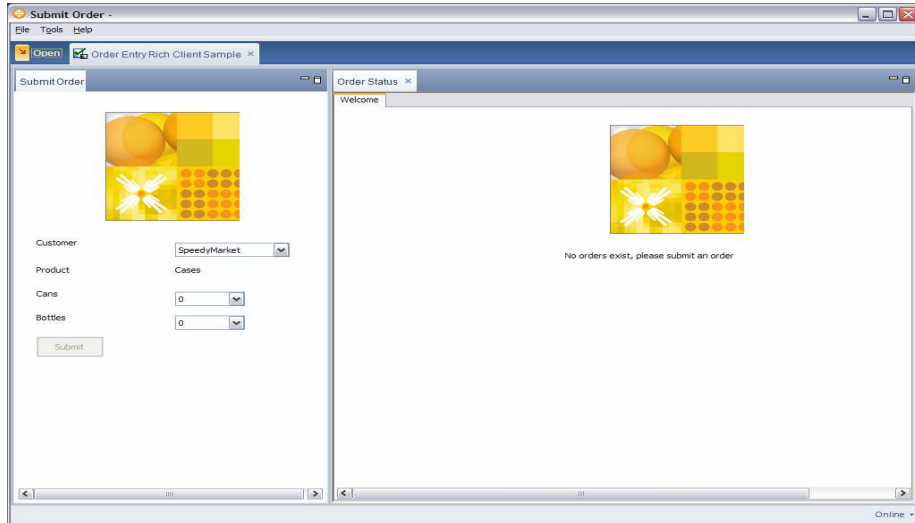 Submit Order -
File Tools Help
Open Order Entry Rich Client Sample
Submit Order
Customer SpeedyMarket
Product Cases
Cans 0
Bottles 0
Submit
Order Status
Welcome
No orders exist, please submit an order
Online